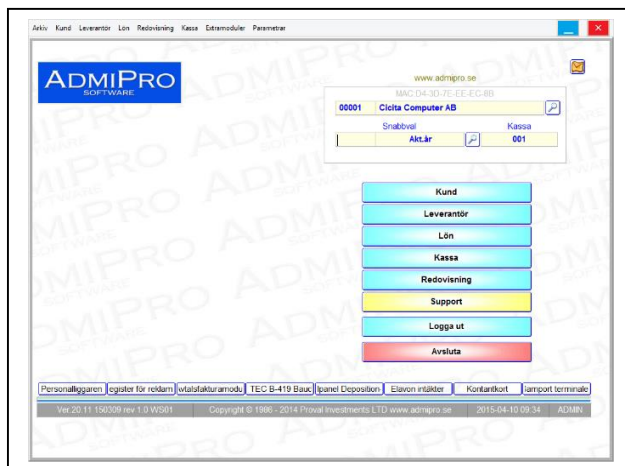 Arkiv Kund Leverantör Lön Redovisning Kassa Extramoduler Parametrar
ADMIPRO
SOFTWARE
www.admipro.se
MAC:D4-3D-7E-EE-EC-8B
00001 Cicita Computer AB
Snabbval Kassa
Akt.år 001
Kund
Leverantör
Lön
Kassa
Redovisning
Support
Logga ut
Avsluta
Personalliggaren egister för reklam wtalsfakturamodu TEC B-419 Bauc lpanel Deposition Elavon intäkter Kontantkort lamport terminale
Ver.20.11 150309 rev 1.0 WS01 Copyright © 1986 - 2014 Proval Investments LTD www.admipro.se 2015-04-10 09:34 ADMIN